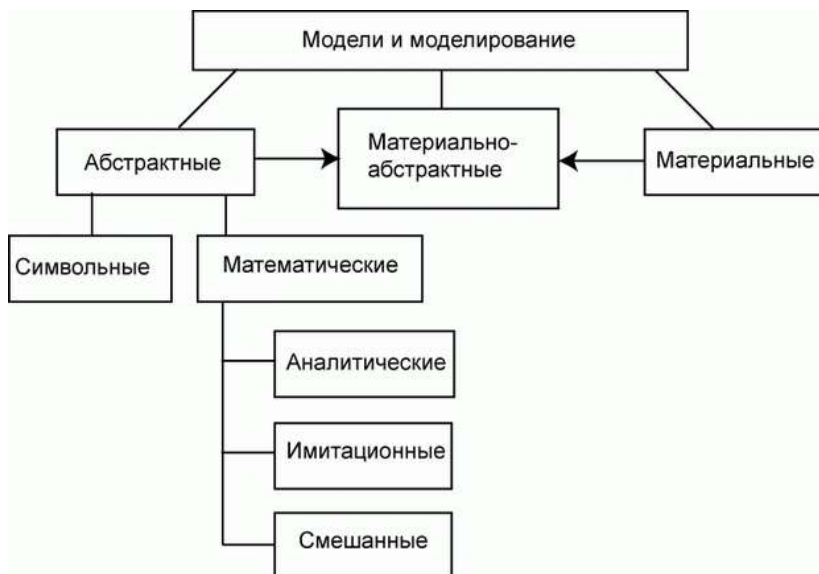 Модели и моделирование
Абстрактные
Материально-
абстрактные
Материальные
Символьные
Математические
Аналитические
Имитационные
Смешанные